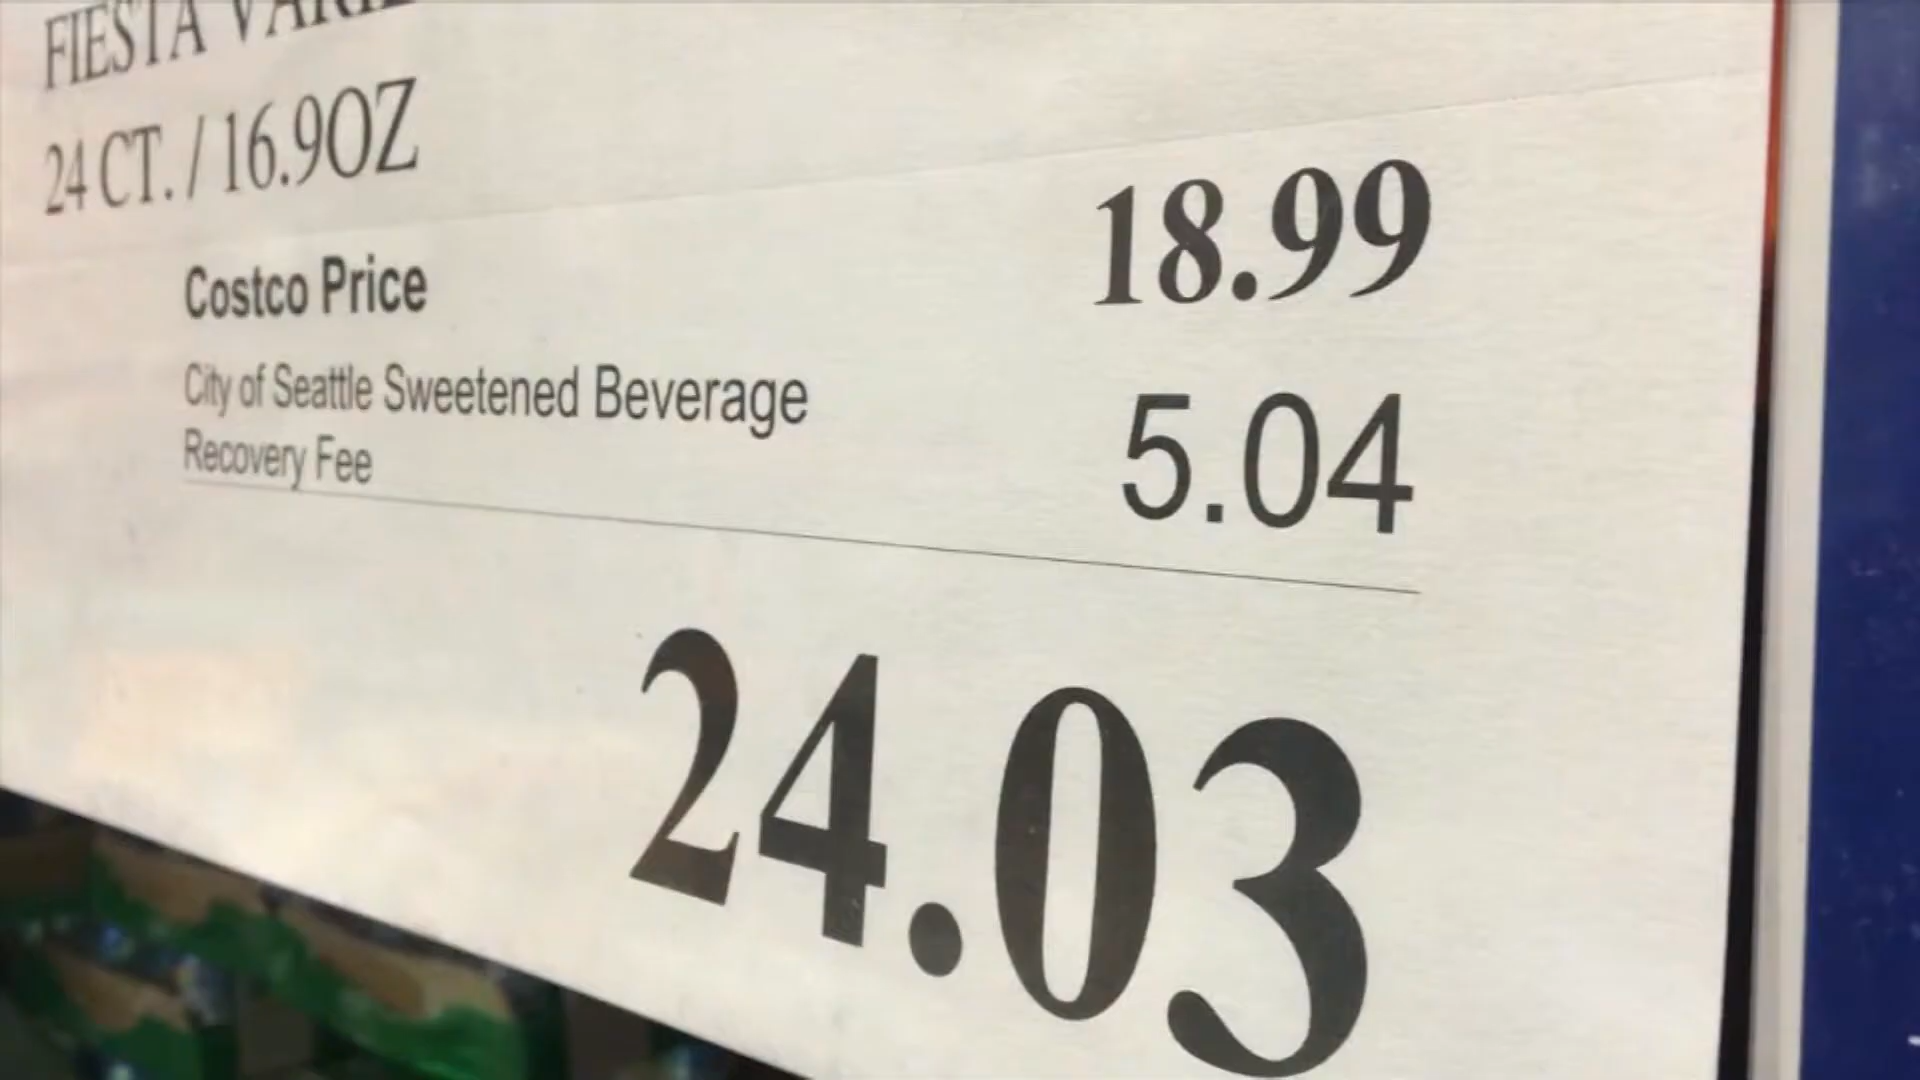 FIESTA
24 CT. / 16.9OZ
Costco Price 18.99
City of Seattle Sweetened Beverage
Recovery Fee 5.04
24.03